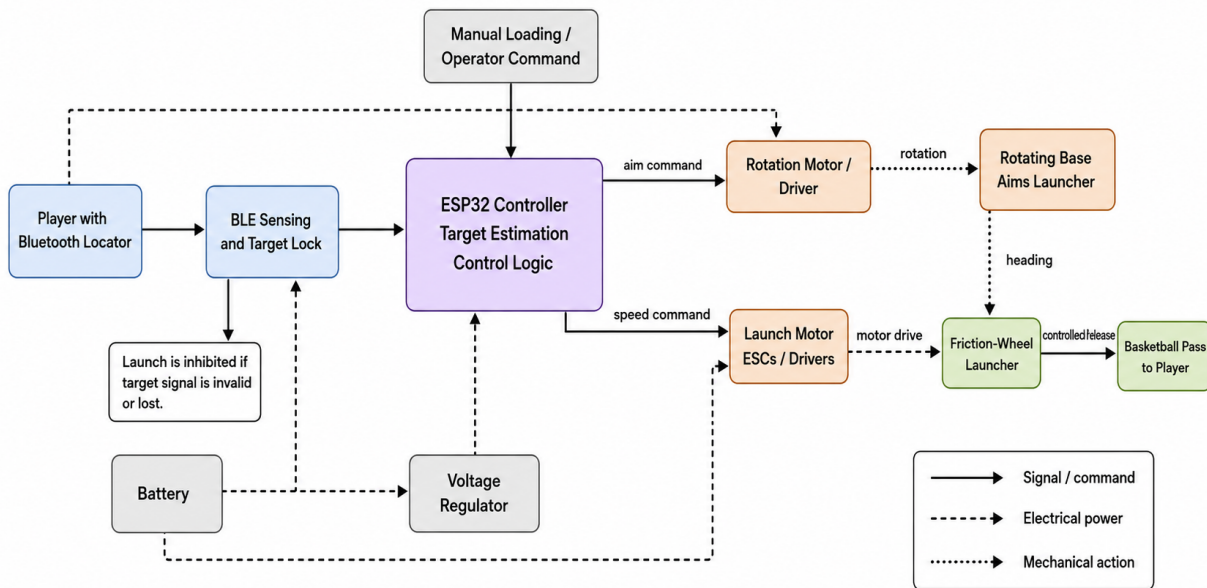 Manual Loading /
Operator Command
Player with
Bluetooth Locator
BLE Sensing
and Target Lock
ESP32 Controller
Target Estimation
Control Logic
aim command
Rotation Motor /
Driver
rotation
Rotating Base
Aims Launcher
heading
speed command
Launch Motor
ESCs / Drivers
motor drive
Friction-Wheel
Launcher
controlled release
Basketball Pass
to Player
Launch is inhibited if
target signal is invalid
or lost.
Battery
Voltage
Regulator
Signal / command
Electrical power
Mechanical action